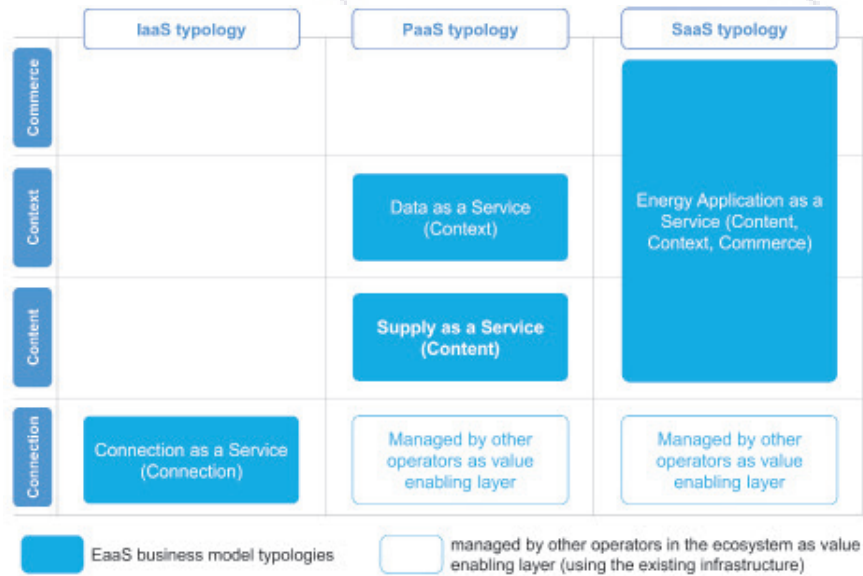 IaaS typology
PaaS typology
SaaS typology
Commerce
Context
Data as a Service
(Context)
Energy Application as a
Service (Content,
Context, Commerce)
Content
Supply as a Service
(Content)
Connection
Connection as a Service
(Connection)
Managed by other
operators as value
enabling layer
Managed by other
operators as value
enabling layer
EaaS business model typologies
managed by other operators in the ecosystem as value
enabling layer (using the existing infrastructure)